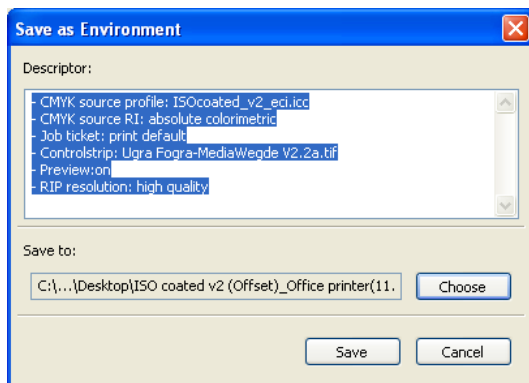 Save as Environment
Descriptor:
- CMYK source profile: ISOcoated_v2_eci.icc
- CMYK source RI: absolute colorimetric
- Job ticket: print default
- Controlstrip: Ugra Fogra-MediaWegde V2.2a.tif
- Preview:on
- RIP resolution: high quality
Save to:
C:\...\Desktop\ISO coated v2 (Offset)_Office printer(11.
Choose
Save
Cancel